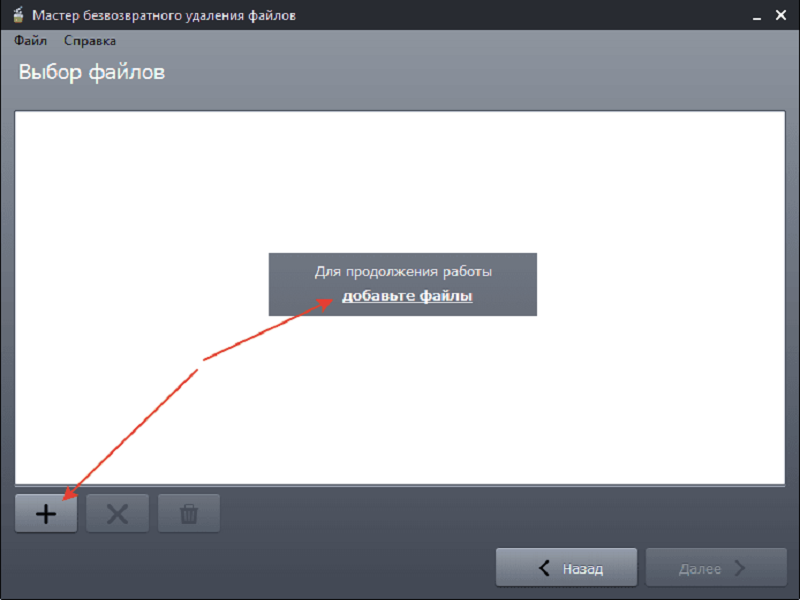 Мастер безвозвратного удаления файлов
Файл Справка
Выбор файлов
Для продолжения работы
добавьте файлы
Назад Далее